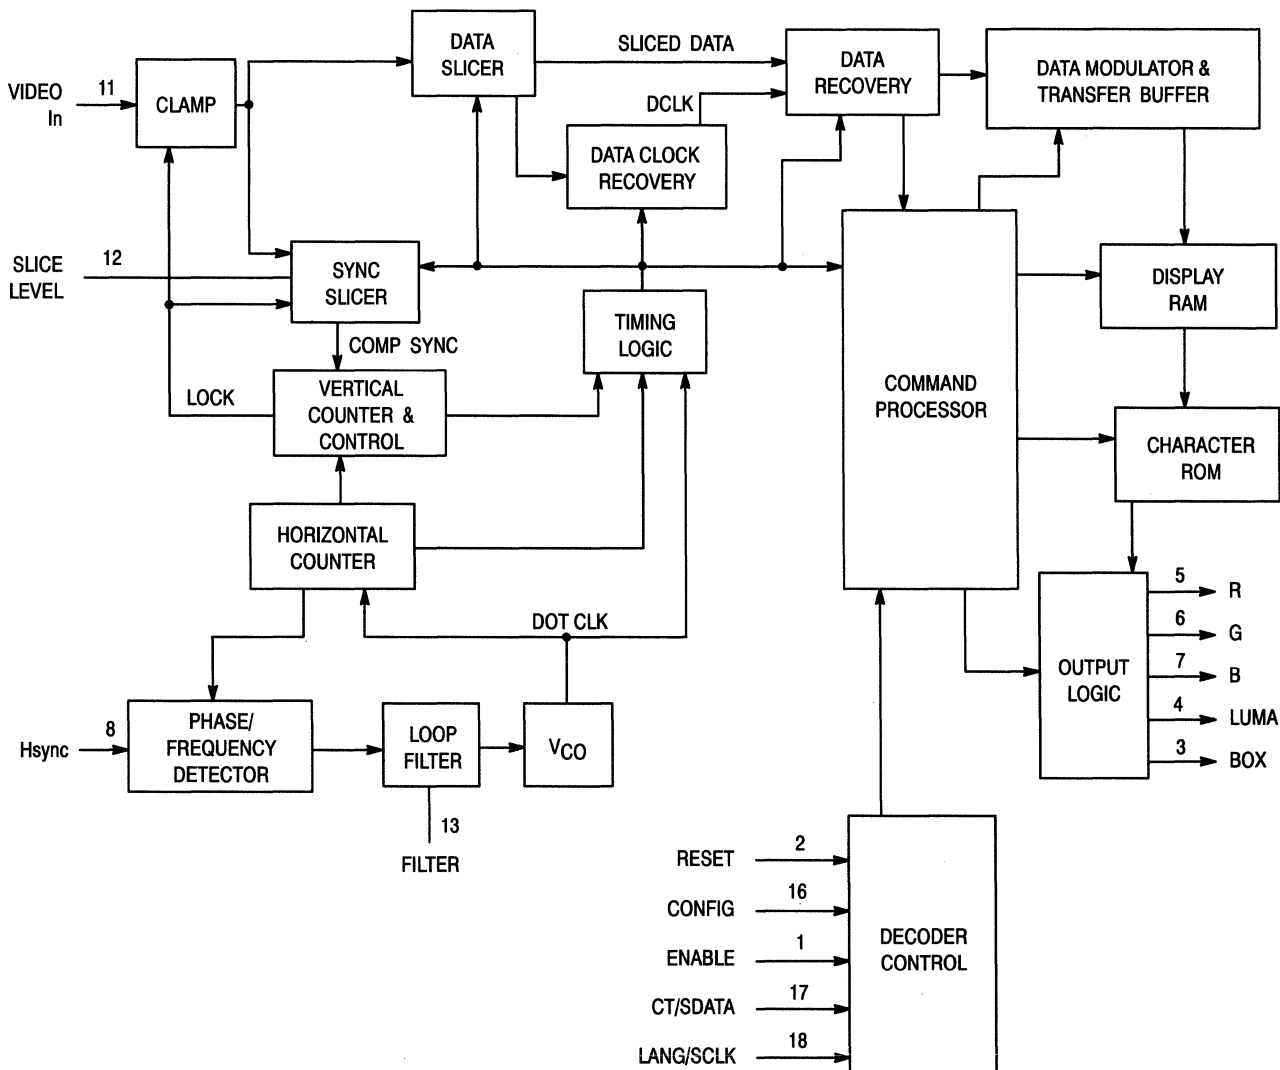 DATA
SLICER
SLICED DATA
DATA
RECOVERY
DATA MODULATOR &
TRANSFER BUFFER
VIDEO
In
11
CLAMP
DCLK
DATA CLOCK
RECOVERY
SLICE
LEVEL
12
SYNC
SLICER
DISPLAY
RAM
TIMING
LOGIC
COMP SYNC
LOCK
VERTICAL
COUNTER &
CONTROL
COMMAND
PROCESSOR
CHARACTER
ROM
HORIZONTAL
COUNTER
DOT CLK
OUTPUT
LOGIC
5
R
6
G
7
B
4
LUMA
3
BOX
Hsync
8
PHASE/
FREQUENCY
DETECTOR
LOOP
FILTER
VCO
13
FILTER
RESET
2
CONFIG
16
ENABLE
1
CT/SDATA
17
LANG/SCLK
18
DECODER
CONTROL